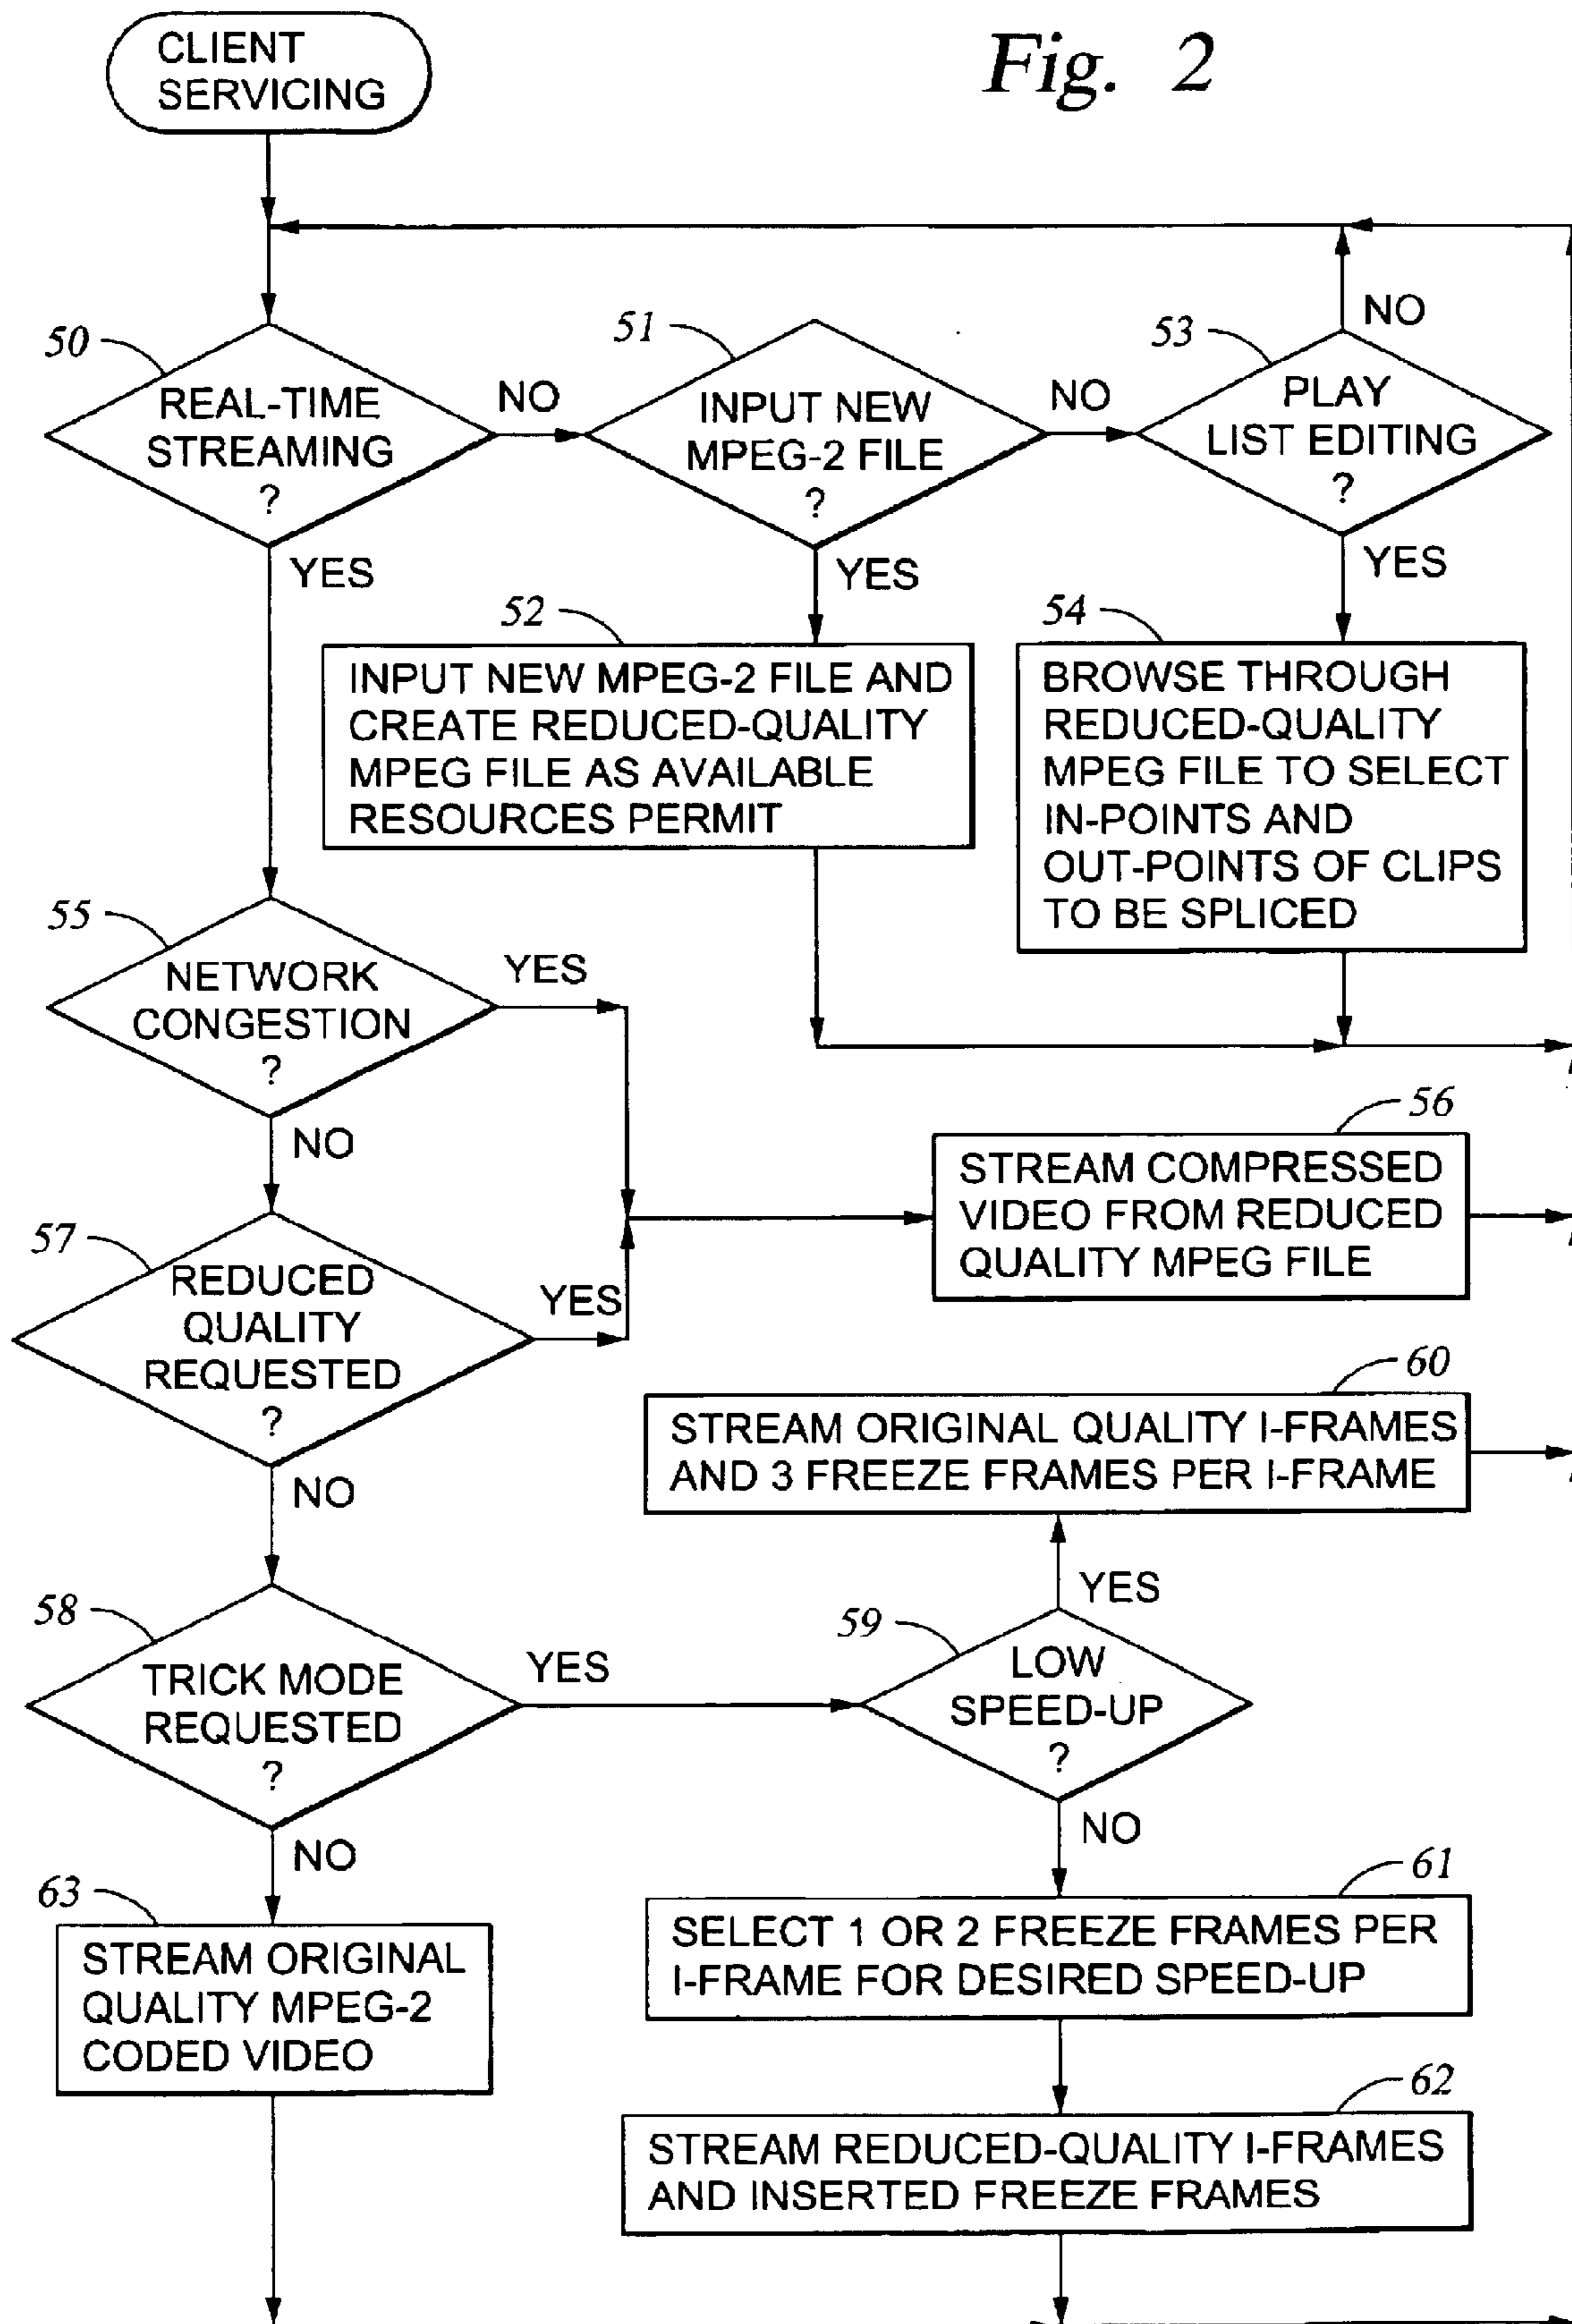 CLIENT
SERVICING
Fig. 2
50
REAL-TIME
STREAMING
?
NO
YES
51
INPUT NEW
MPEG-2 FILE
?
NO
YES
53
PLAY
LIST EDITING
?
NO
YES
52
INPUT NEW MPEG-2 FILE AND
CREATE REDUCED-QUALITY
MPEG FILE AS AVAILABLE
RESOURCES PERMIT
54
BROWSE THROUGH
REDUCED-QUALITY
MPEG FILE TO SELECT
IN-POINTS AND
OUT-POINTS OF CLIPS
TO BE SPLICED
55
NETWORK
CONGESTION
?
YES
NO
56
STREAM COMPRESSED
VIDEO FROM REDUCED
QUALITY MPEG FILE
57
REDUCED
QUALITY
REQUESTED
?
YES
NO
60
STREAM ORIGINAL QUALITY I-FRAMES
AND 3 FREEZE FRAMES PER I-FRAME
58
TRICK MODE
REQUESTED
?
YES
NO
59
LOW
SPEED-UP
?
YES
NO
61
SELECT 1 OR 2 FREEZE FRAMES PER
I-FRAME FOR DESIRED SPEED-UP
63
STREAM ORIGINAL
QUALITY MPEG-2
CODED VIDEO
62
STREAM REDUCED-QUALITY I-FRAMES
AND INSERTED FREEZE FRAMES